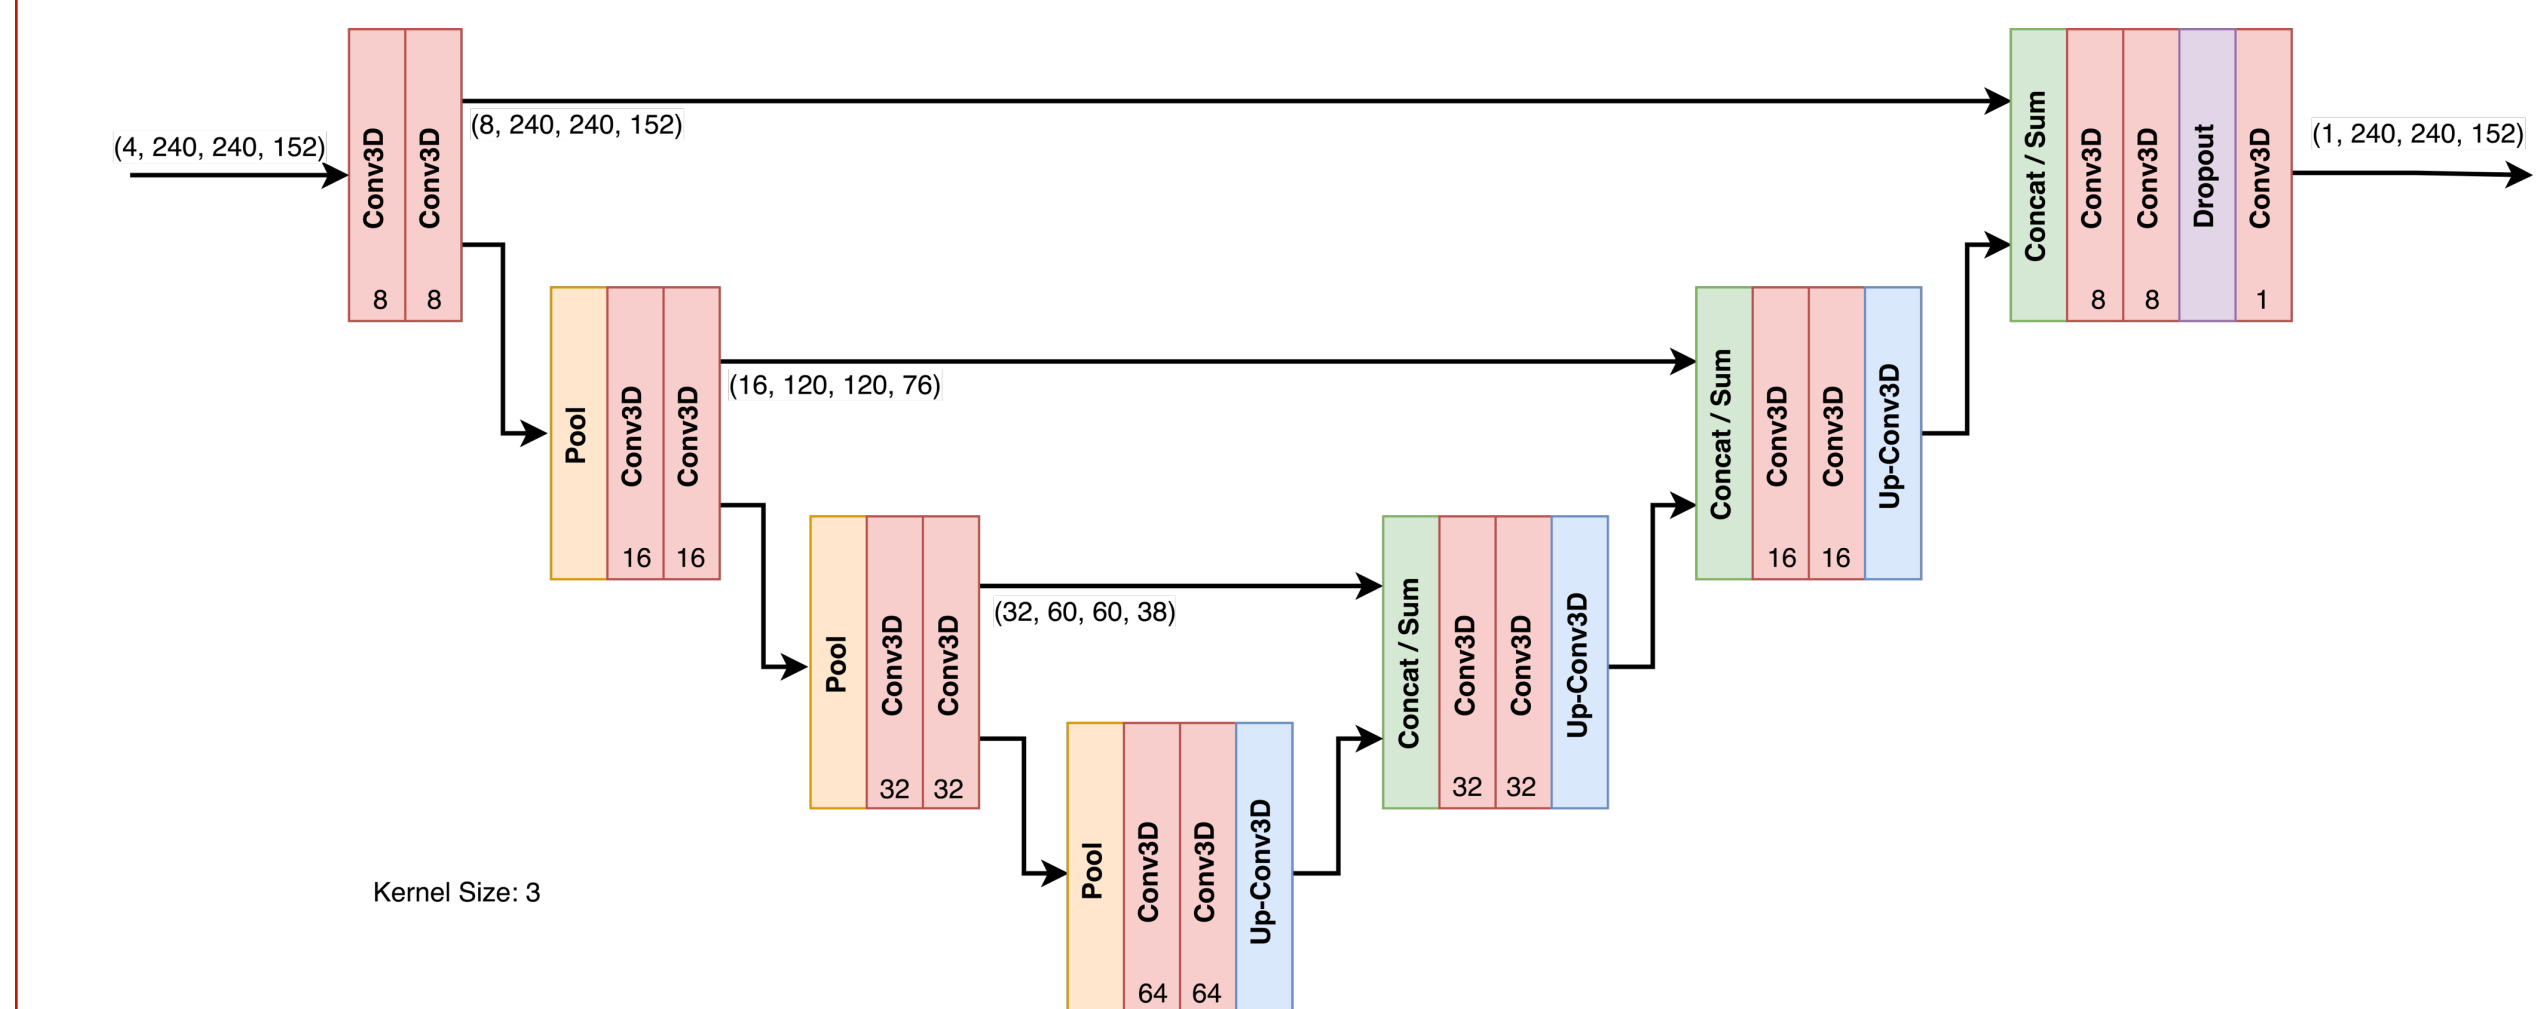 (4, 240, 240, 152)
Conv3D
8
Conv3D
8
(8, 240, 240, 152)
Pool
Conv3D
16
Conv3D
16
(16, 120, 120, 76)
Pool
Conv3D
32
Conv3D
32
(32, 60, 60, 38)
Pool
Conv3D
64
Conv3D
64
Up-Conv3D
Concat / Sum
Conv3D
32
Conv3D
32
Up-Conv3D
Concat / Sum
Conv3D
16
Conv3D
16
Up-Conv3D
Concat / Sum
Conv3D
8
Conv3D
8
Dropout
Conv3D
1
(1, 240, 240, 152)
Kernel Size: 3